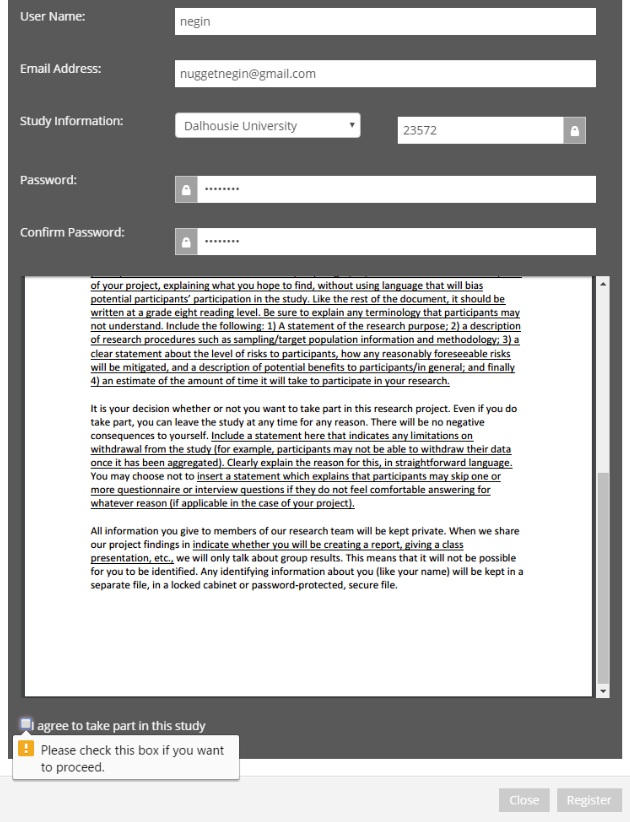 User Name:
negin
Email Address:
nuggetnegin@gmail.com
Study Information:
Dalhousie University
23572
Password:
••••••••
Confirm Password:
••••••••
of your project, explaining what you hope to find, without using language that will bias
potential participants' participation in the study. Like the rest of the document, it should be
written at a grade eight reading level. Be sure to explain any terminology that participants may
not understand. Include the following: 1) A statement of the research purpose; 2) a description
of research procedures such as sampling/target population information and methodology; 3) a
clear statement about the level of risks to participants, how any reasonably foreseeable risks
will be mitigated, and a description of potential benefits to participants/in general; and finally
4) an estimate of the amount of time it will take to participate in your research.
It is your decision whether or not you want to take part in this research project. Even if you do
take part, you can leave the study at any time for any reason. There will be no negative
consequences to yourself. Include a statement here that indicates any limitations on
withdrawal from the study (for example, participants may not be able to withdraw their data
once it has been aggregated). Clearly explain the reason for this, in straightforward language.
You may choose not to insert a statement which explains that participants may skip one or
more questionnaire or interview questions if they do not feel comfortable answering for
whatever reason (if applicable in the case of your project).
All information you give to members of our research team will be kept private. When we share
our project findings in indicate whether you will be creating a report, giving a class
presentation, etc., we will only talk about group results. This means that it will not be possible
for you to be identified. Any identifying information about you (like your name) will be kept in a
separate file, in a locked cabinet or password-protected, secure file.
I agree to take part in this study
Please check this box if you want
to proceed.
Close
Register